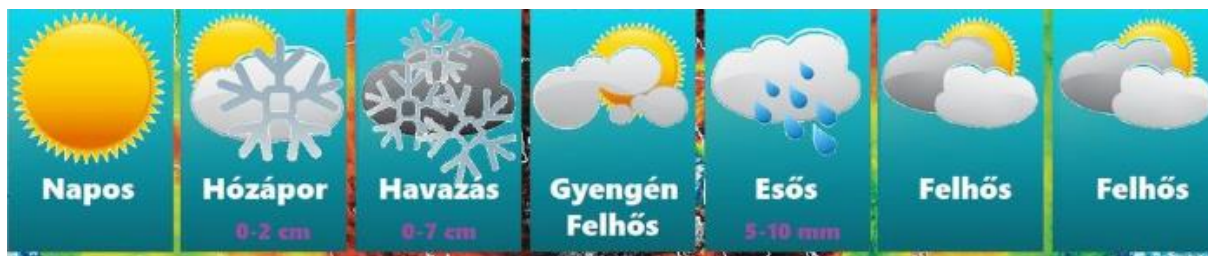 Napos
Hózápor
0-2 cm
Havazás
0-7 cm
Gyengén
Felhős
Esős
5-10 mm
Felhős
Felhős